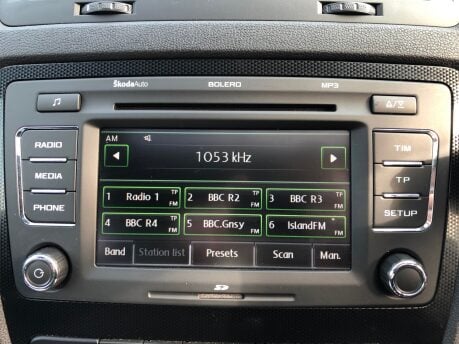 ŠkodaAuto BOLERO MP3
RADIO
MEDIA
PHONE
AM
1053 kHz
1 Radio 1 TP FM
2 BBC R2 TP FM
3 BBC R3 TP FM
4 BBC R4 TP FM
5 BBC.Gnsy TP FM
6 IslandFM TP FM
Band Station list Presets Scan Man.
TIM
TP
SETUP
SD